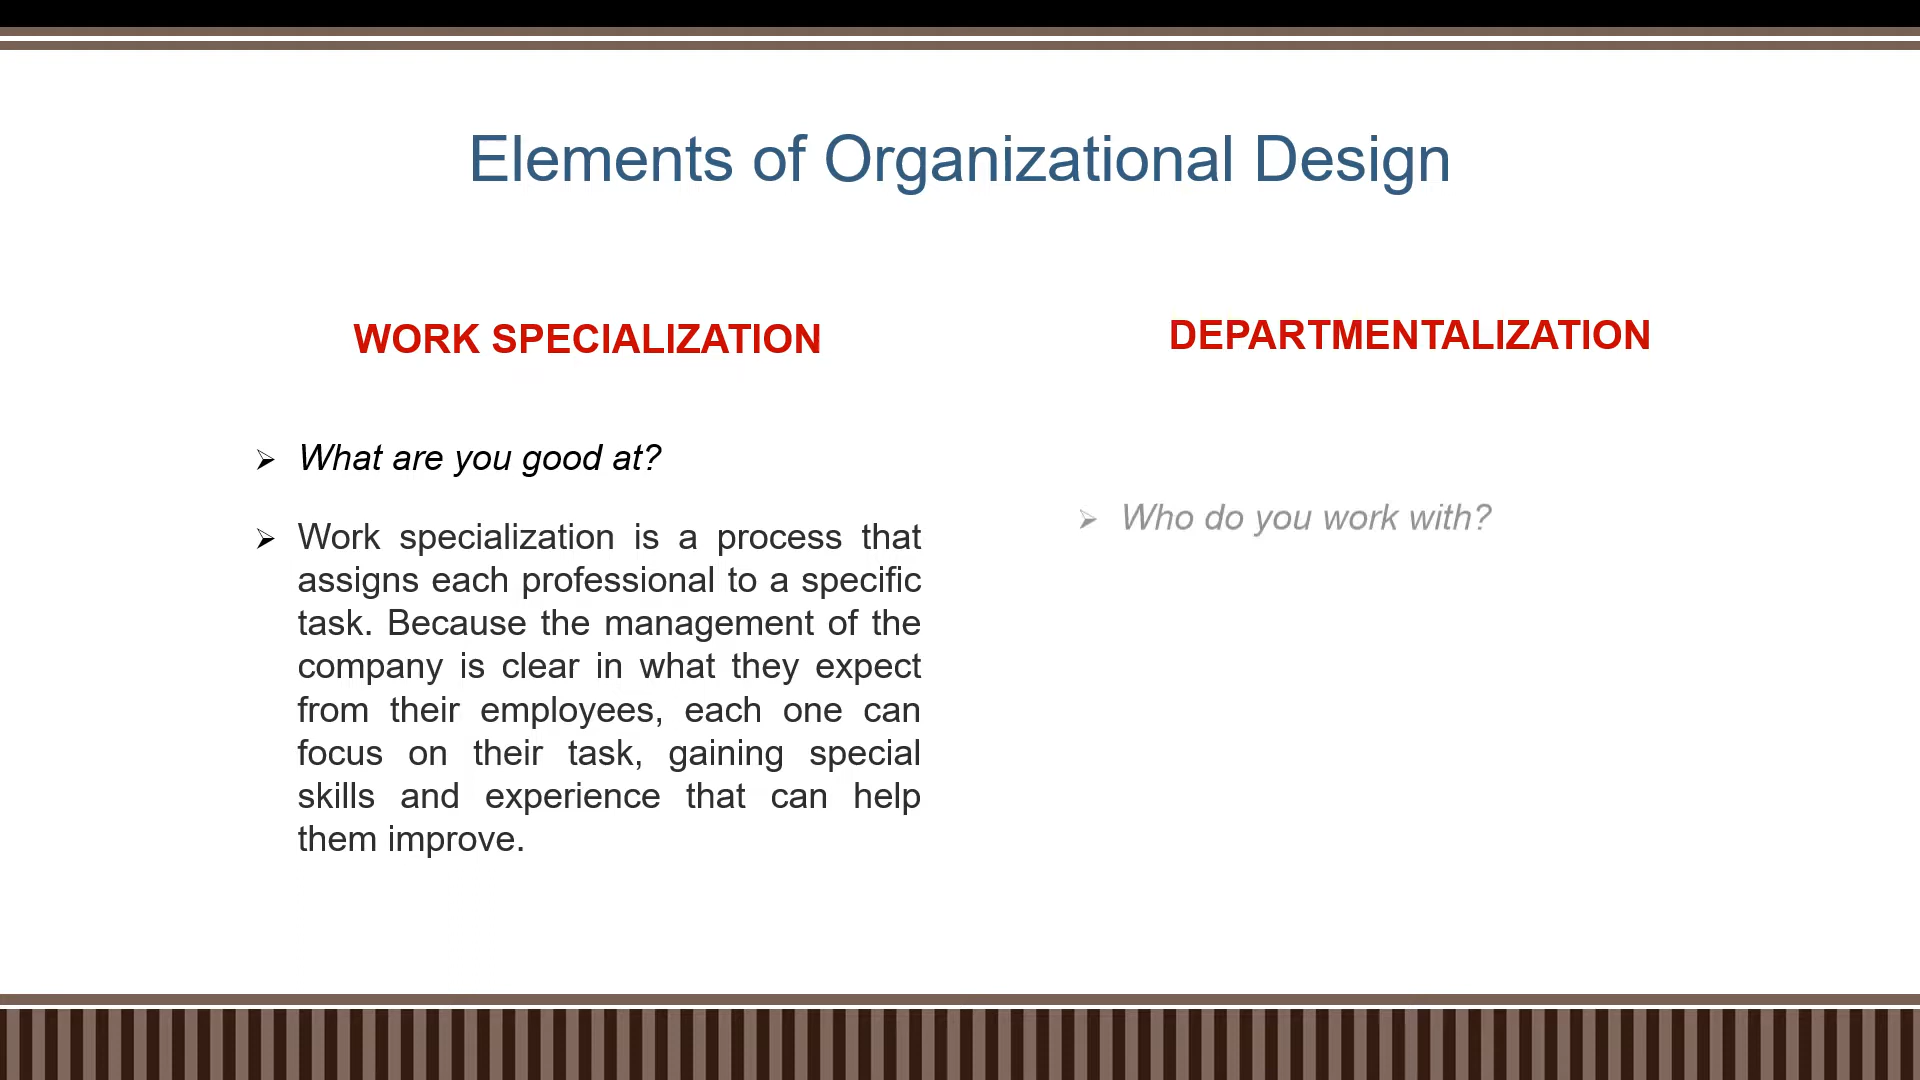 Elements of Organizational Design
WORK SPECIALIZATION
What are you good at?
Work specialization is a process that
assigns each professional to a specific
task. Because the management of the
company is clear in what they expect
from their employees, each one can
focus on their task, gaining special
skills and experience that can help
them improve.
DEPARTMENTALIZATION
Who do you work with?